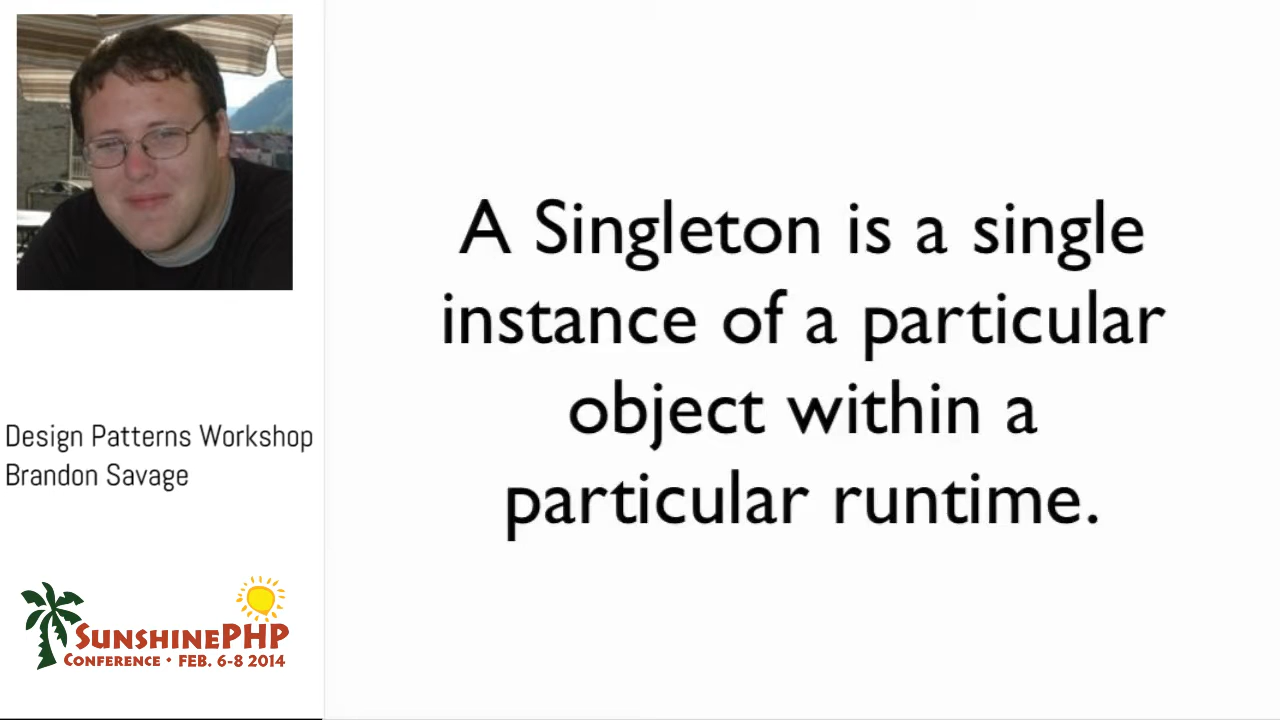 A Singleton is a single
instance of a particular
object within a
particular runtime.
Design Patterns Workshop
Brandon Savage
SUNSHINEPHP
CONFERENCE • FEB. 6-8 2014